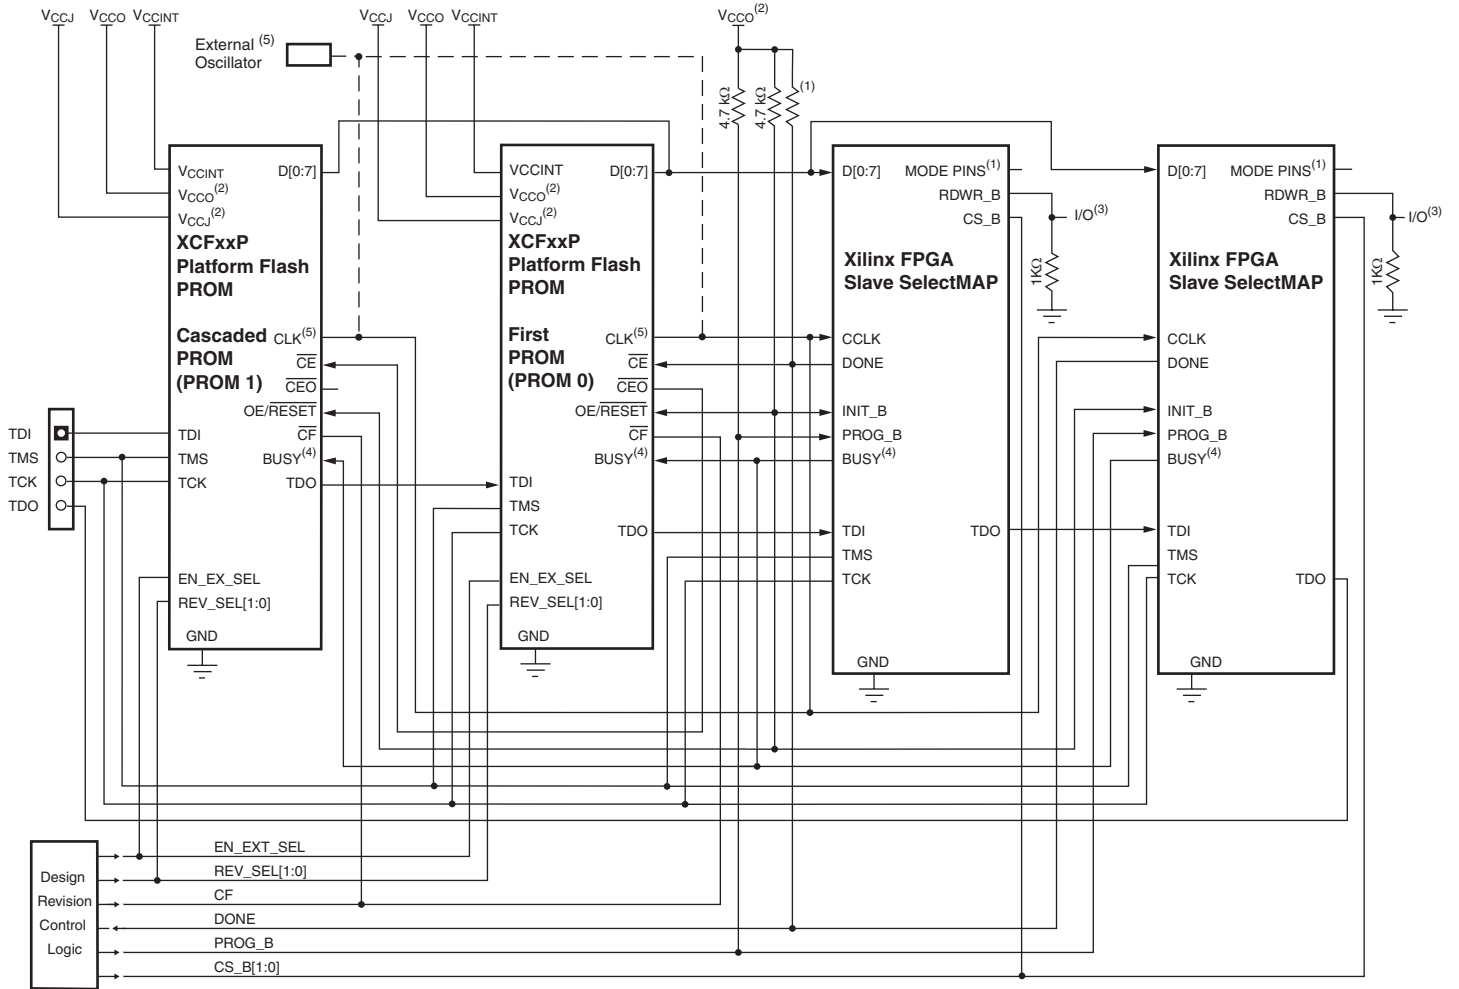 VCCJ VCCO VCCINT
VCCJ VCCO VCCINT
VCCO(2)
External (5)
Oscillator
4.7 kΩ
4.7 kΩ
(1)
VCCINT
VCCO(2)
VCCJ(2)
D[0:7]
XCFxxP
Platform Flash
PROM
Cascaded
PROM
(PROM 1)
CLK(5)
CE
CEO
OE/RESET
CF
BUSY(4)
TDO
TDI
TMS
TCK
EN_EX_SEL
REV_SEL[1:0]
GND
TDI
TMS
TCK
TDO
VCCINT
VCCO(2)
VCCJ(2)
D[0:7]
XCFxxP
Platform Flash
PROM
First
PROM
(PROM 0)
CLK(5)
CE
CEO
OE/RESET
CF
BUSY(4)
TDI
TMS
TCK
TDO
EN_EX_SEL
REV_SEL[1:0]
GND
D[0:7]
MODE PINS(1)
RDWR_B
CS_B
I/O(3)
1KΩ
Xilinx FPGA
Slave SelectMAP
CCLK
DONE
INIT_B
PROG_B
BUSY(4)
TDI
TMS
TCK
TDO
GND
D[0:7]
MODE PINS(1)
RDWR_B
CS_B
I/O(3)
1KΩ
Xilinx FPGA
Slave SelectMAP
CCLK
DONE
INIT_B
PROG_B
BUSY(4)
TDI
TMS
TCK
TDO
GND
Design
Revision
Control
Logic
EN_EXT_SEL
REV_SEL[1:0]
CF
DONE
PROG_B
CS_B[1:0]